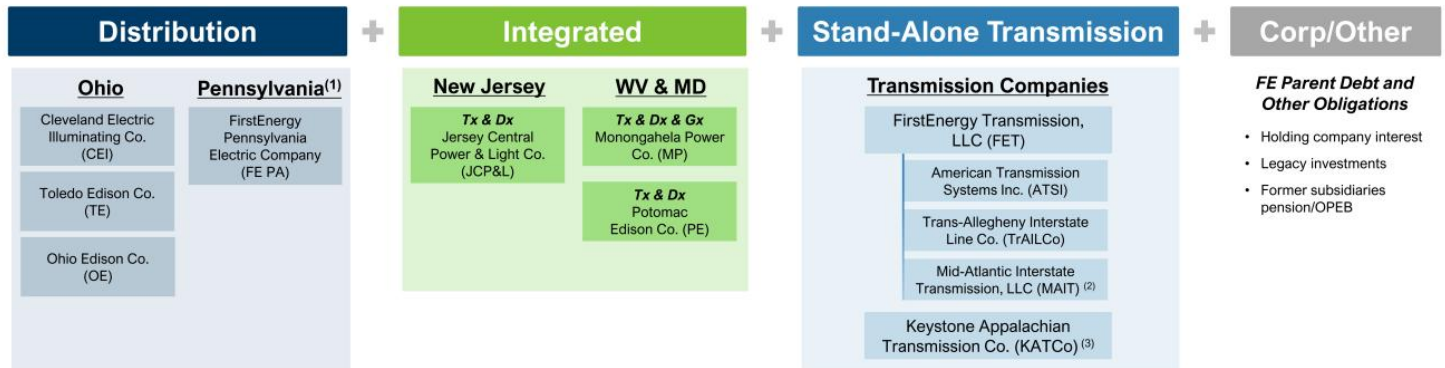 Distribution
+
Integrated
+
Stand-Alone Transmission
+
Corp/Other
Ohio
Cleveland Electric
Illuminating Co.
(CEI)
Toledo Edison Co.
(TE)
Ohio Edison Co.
(OE)
Pennsylvania(1)
FirstEnergy
Pennsylvania
Electric Company
(FE PA)
New Jersey
Tx & Dx
Jersey Central
Power & Light Co.
(JCP&L)
WV & MD
Tx & Dx & Gx
Monongahela Power
Co. (MP)
Tx & Dx
Potomac
Edison Co. (PE)
Transmission Companies
FirstEnergy Transmission,
LLC (FET)
American Transmission
Systems Inc. (ATSI)
Trans-Allegheny Interstate
Line Co. (TrAILCo)
Mid-Atlantic Interstate
Transmission, LLC (MAIT) (2)
Keystone Appalachian
Transmission Co. (KATCo) (3)
FE Parent Debt and
Other Obligations
• Holding company interest
• Legacy investments
• Former subsidiaries
pension/OPEB